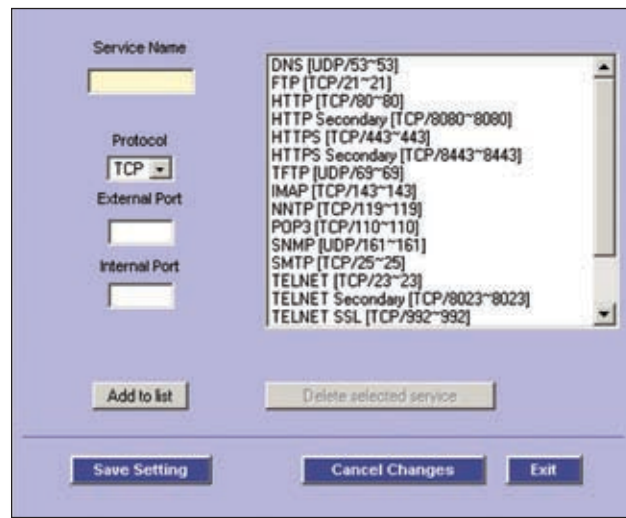 Service Name
Protocol
TCP
External Port
Internal Port
Add to list
DNS [UDP/53~53]
FTP [TCP/21~21]
HTTP [TCP/80~80]
HTTP Secondary [TCP/8080~8080]
HTTPS [TCP/443~443]
HTTPS Secondary [TCP/8443~8443]
TFTP [UDP/69~69]
IMAP [TCP/143~143]
NNTP [TCP/119~119]
POP3 [TCP/110~110]
SNMP [UDP/161~161]
SMTP [TCP/25~25]
TELNET [TCP/23~23]
TELNET Secondary [TCP/8023~8023]
TELNET SSL [TCP/992~992]
Delete selected service
Save Setting
Cancel Changes
Exit